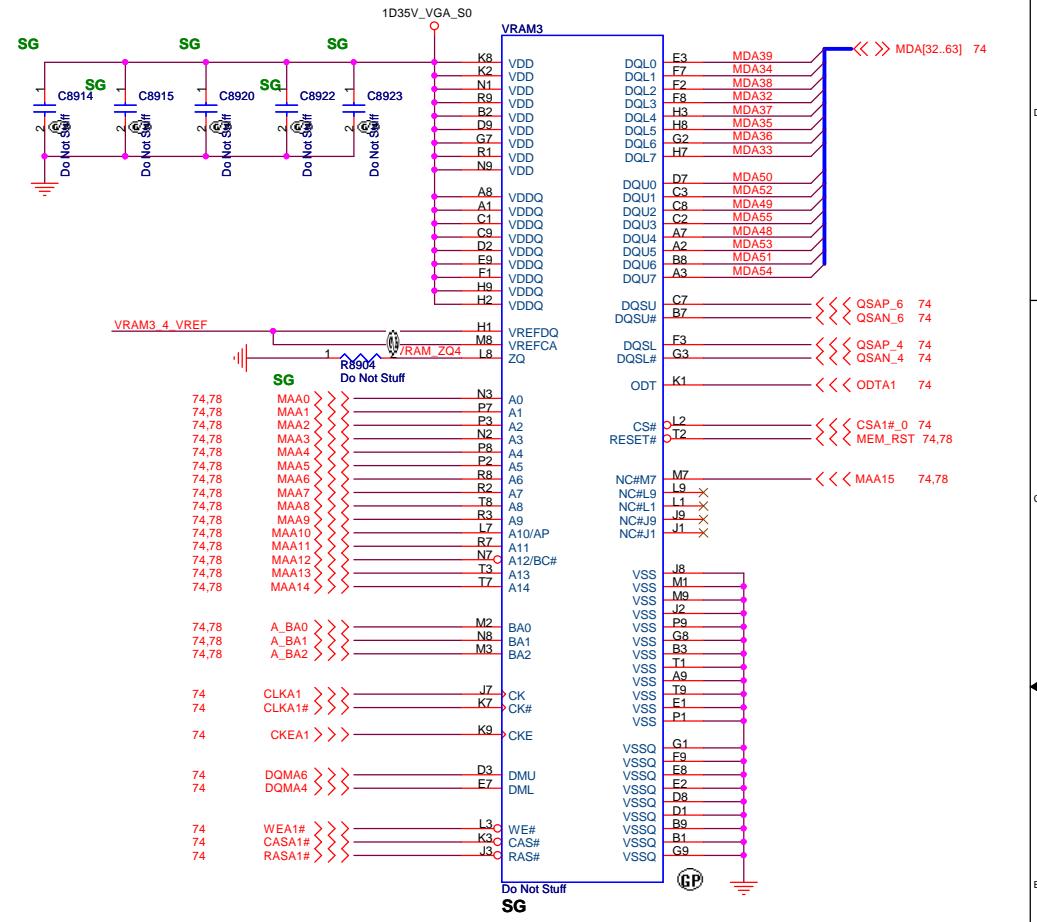 1D35V_VGA_S0
SG SG SG VRAM3
SG
C8914 C8915 C8920 C8922 C8923
1 1 1 1 1
2 2 2 2 2
Do Not Stuff Do Not Stuff Do Not Stuff Do Not Stuff Do Not Stuff
SG
K8 VDD
K2 VDD
N1 VDD
R9 VDD
B2 VDD
D9 VDD
G7 VDD
R1 VDD
N9 VDD
A8 VDDQ
A1 VDDQ
C1 VDDQ
C9 VDDQ
D2 VDDQ
E9 VDDQ
F1 VDDQ
H9 VDDQ
H2 VDDQ
VRAM3_4_VREF
H1 VREFDQ
M8 VREFCA
1 2 VRAM_ZQ4 L8 ZQ
R8904
Do Not Stuff
SG
74,78 MAA0 N3 A0
74,78 MAA1 P7 A1
74,78 MAA2 P3 A2
74,78 MAA3 N2 A3
74,78 MAA4 P8 A4
74,78 MAA5 P2 A5
74,78 MAA6 R8 A6
74,78 MAA7 R2 A7
74,78 MAA8 T8 A8
74,78 MAA9 R3 A9
74,78 MAA10 L7 A10/AP
74,78 MAA11 R7 A11
74,78 MAA12 N7 A12/BC#
74,78 MAA13 T3 A13
74,78 MAA14 T7 A14
74,78 A_BA0 M2 BA0
74,78 A_BA1 N8 BA1
74,78 A_BA2 M3 BA2
74 CLKA1 J7 CK
74 CLKA1# K7 CK#
74 CKEA1 K9 CKE
74 DQMA6 D3 DMU
74 DQMA4 E7 DML
74 WEA1# L3 WE#
74 CASA1# K3 CAS#
74 RASA1# J3 RAS#
DQL0 E3 MDA39 MDA[32..63] 74
DQL1 F7 MDA34
DQL2 F2 MDA38
DQL3 F8 MDA32
DQL4 H3 MDA37
DQL5 H8 MDA35
DQL6 G2 MDA36
DQL7 H7 MDA33
DQU0 D7 MDA50
DQU1 C3 MDA52
DQU2 C8 MDA49
DQU3 C2 MDA55
DQU4 A7 MDA48
DQU5 A2 MDA53
DQU6 B8 MDA51
DQU7 A3 MDA54
DQSU C7 QSAP_6 74
DQSU# B7 QSAN_6 74
DQSL F3 QSAP_4 74
DQSL# G3 QSAN_4 74
ODT K1 ODTA1 74
CS# L2 CSA1#_0 74
RESET# T2 MEM_RST 74,78
NC#M7 M7 MAA15 74,78
NC#L9 L9
NC#L1 L1
NC#J9 J9
NC#J1 J1
VSS J8
VSS M1
VSS M9
VSS J2
VSS P9
VSS G8
VSS B3
VSS T1
VSS A9
VSS T9
VSS E1
VSS P1
VSSQ G1
VSSQ F9
VSSQ E8
VSSQ E2
VSSQ D8
VSSQ D1
VSSQ B9
VSSQ B1
VSSQ G9
GP
Do Not Stuff
SG